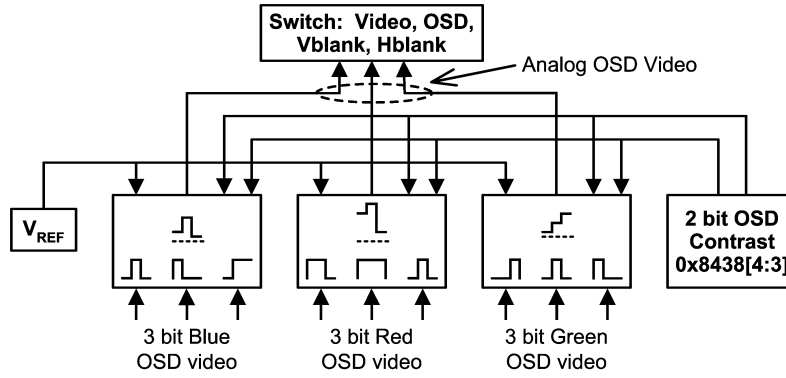 Switch: Video, OSD,
Vblank, Hblank
Analog OSD Video
VREF
2 bit OSD
Contrast
0x8438[4:3]
3 bit Blue
OSD video
3 bit Red
OSD video
3 bit Green
OSD video